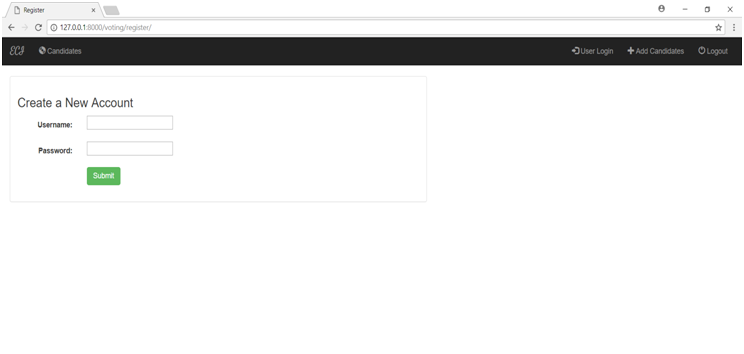 Register
127.0.0.1:8000/voting/register/
ECI Candidates User Login Add Candidates Logout
Create a New Account
Username:
Password:
Submit